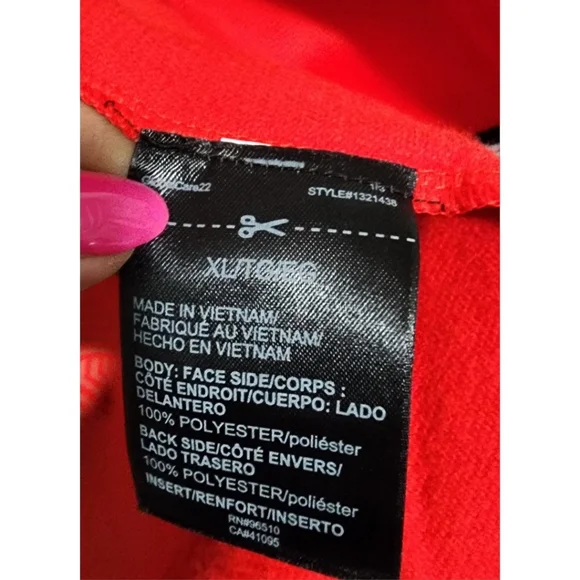 Care22
STYLE#1321438
XL/TG/EG
MADE IN VIETNAM/
FABRIQUÉ AU VIETNAM/
HECHO EN VIETNAM
BODY: FACE SIDE/CORPS :
CÔTÉ ENDROIT/CUERPO: LADO
DELANTERO
100% POLYESTER/poliéster
BACK SIDE/CÔTÉ ENVERS/
LADO TRASERO
100% POLYESTER/poliéster
INSERT/RENFORT/INSERTO
RN#96510
CA#41095